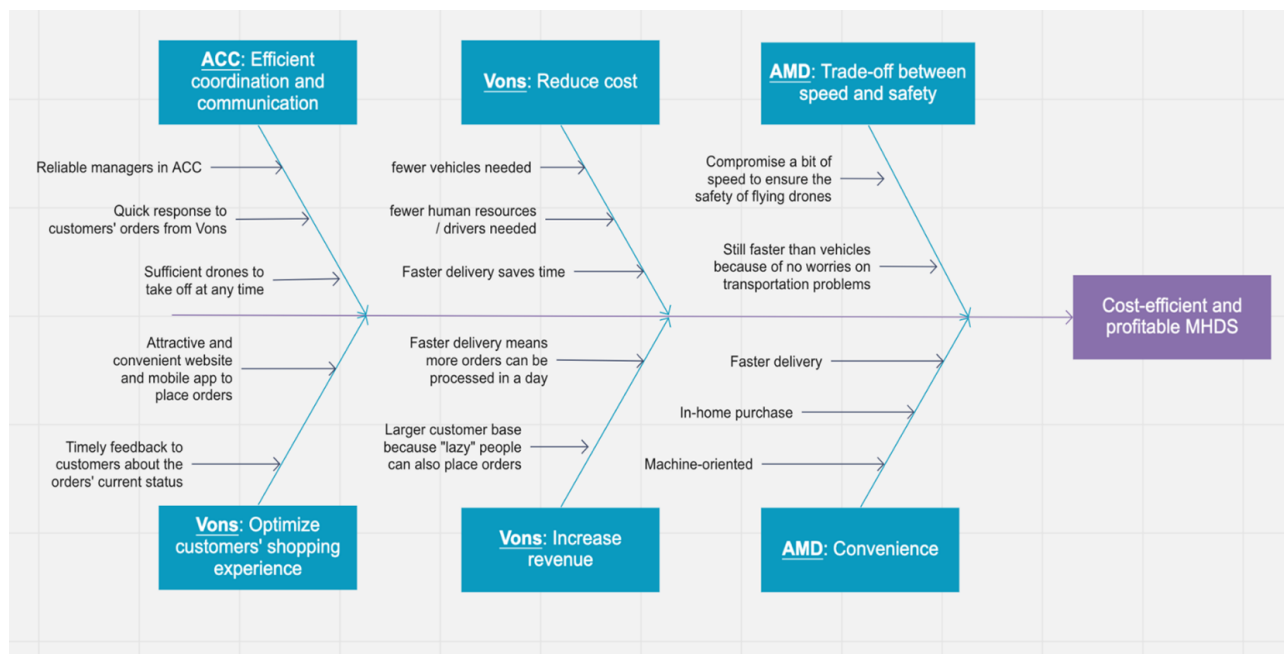 ACC: Efficient
coordination and
communication
Vons: Reduce cost
AMD: Trade-off between
speed and safety
Reliable managers in ACC
Quick response to
customers' orders from Vons
Sufficient drones to
take off at any time
fewer vehicles needed
fewer human resources
/ drivers needed
Faster delivery saves time
Compromise a bit of
speed to ensure the
safety of flying drones
Still faster than vehicles
because of no worries on
transportation problems
Cost-efficient and
profitable MHDS
Attractive and
convenient website
and mobile app to
place orders
Timely feedback to
customers about the
orders' current status
Faster delivery means
more orders can be
processed in a day
Larger customer base
because "lazy" people
can also place orders
Faster delivery
In-home purchase
Machine-oriented
Vons: Optimize
customers' shopping
experience
Vons: Increase
revenue
AMD: Convenience